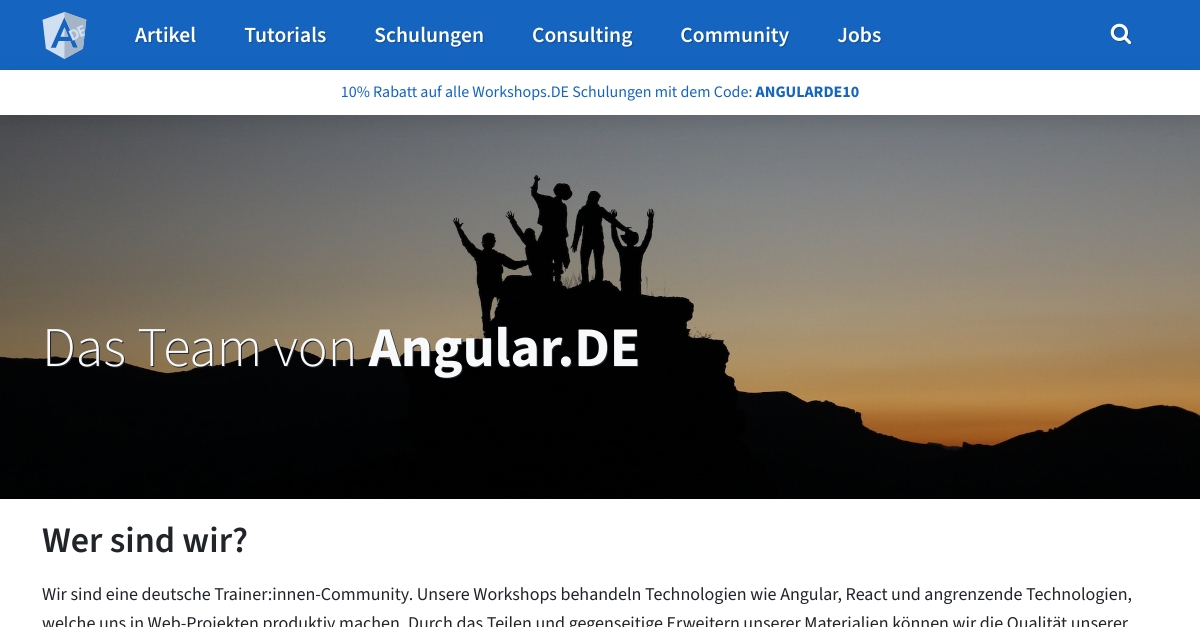 A DE
Artikel Tutorials Schulungen Consulting Community Jobs
10% Rabatt auf alle Workshops.DE Schulungen mit dem Code: ANGULARDE10
Das Team von Angular.DE
Wer sind wir?
Wir sind eine deutsche Trainer:innen-Community. Unsere Workshops behandeln Technologien wie Angular, React und angrenzende Technologien,
welche uns in Web-Projekten produktiv machen. Durch das Teilen und gegenseitige Erweitern unserer Materialien können wir die Qualität unserer